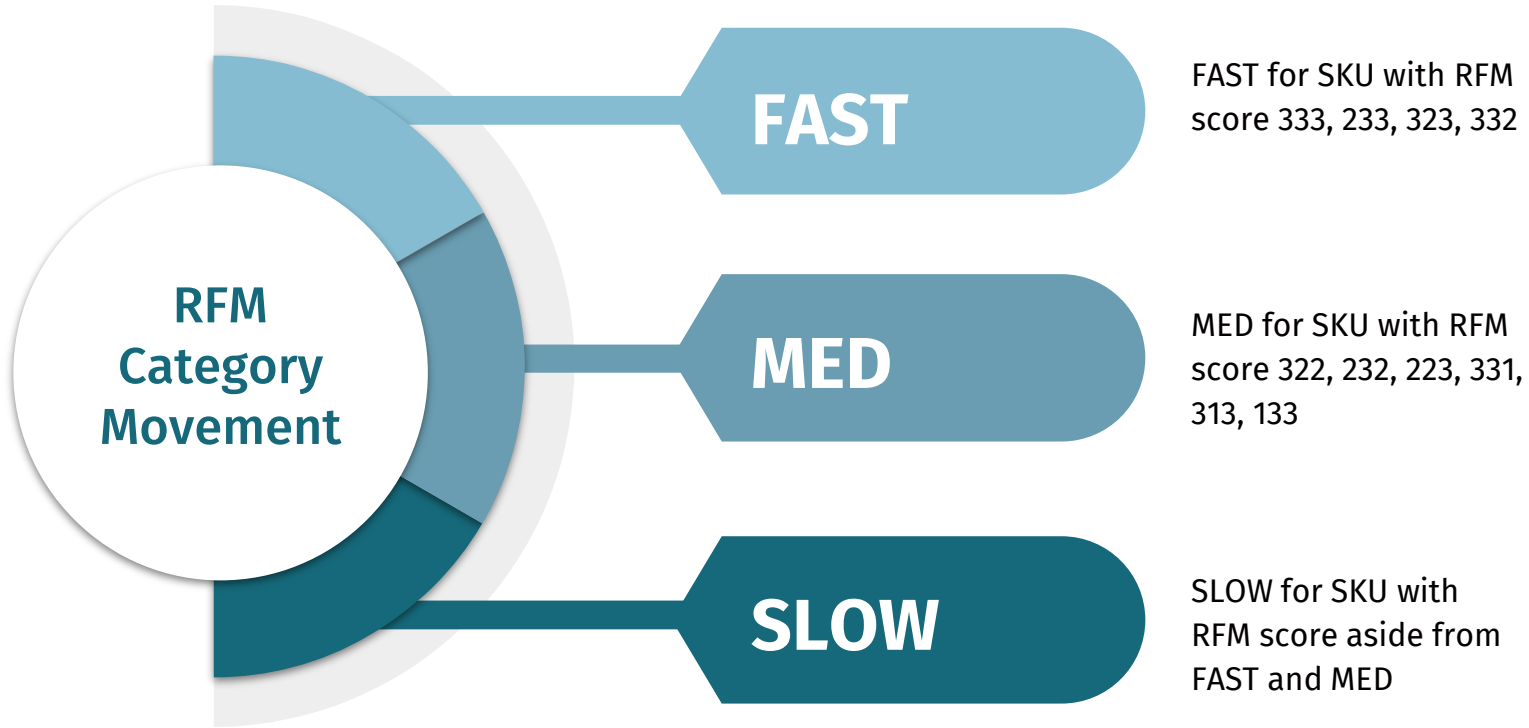 RFM
Category
Movement
FAST
FAST for SKU with RFM
score 333, 233, 323, 332
MED
MED for SKU with RFM
score 322, 232, 223, 331,
313, 133
SLOW
SLOW for SKU with
RFM score aside from
FAST and MED